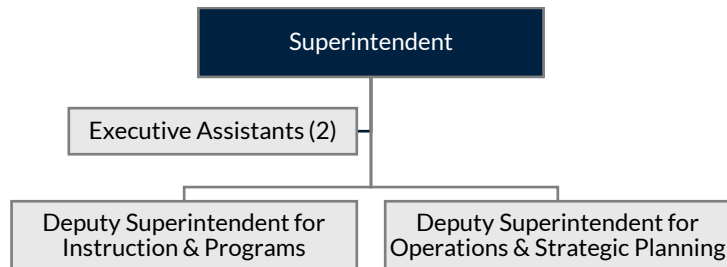 Superintendent
Executive Assistants (2)
Deputy Superintendent for
Instruction & Programs
Deputy Superintendent for
Operations & Strategic Planning